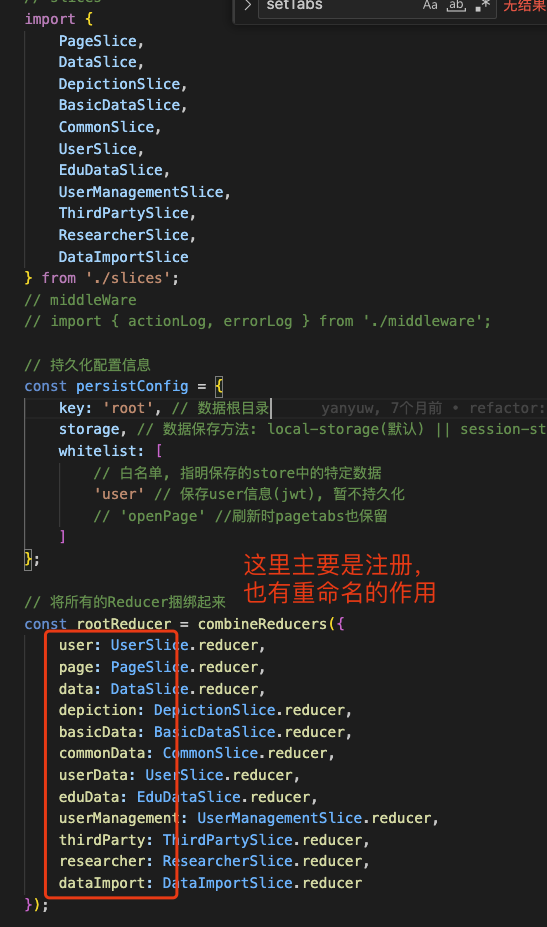 // slices
setTabs
Aa
ab
.*
无结果
import {
PageSlice,
DataSlice,
DepictionSlice,
BasicDataSlice,
CommonSlice,
UserSlice,
EduDataSlice,
UserManagementSlice,
ThirdPartySlice,
ResearcherSlice,
DataImportSlice
} from './slices';
// middleWare
// import { actionLog, errorLog } from './middleware';
// 持久化配置信息
const persistConfig = {
key: 'root', // 数据根目录 yanyuw, 7个月前 • refactor:
storage, // 数据保存方法: local-storage(默认) || session-st
whitelist: [
// 白名单, 指明保存的store中的特定数据
'user' // 保存user信息(jwt), 暂不持久化
// 'openPage' //刷新时pagetabs也保留
]
};
这里主要是注册，
也有重命名的作用
// 将所有的Reducer捆绑起来
const rootReducer = combineReducers({
user: UserSlice.reducer,
page: PageSlice.reducer,
data: DataSlice.reducer,
depiction: DepictionSlice.reducer,
basicData: BasicDataSlice.reducer,
commonData: CommonSlice.reducer,
userData: UserSlice.reducer,
eduData: EduDataSlice.reducer,
userManagement: UserManagementSlice.reducer,
thirdParty: ThirdPartySlice.reducer,
researcher: ResearcherSlice.reducer,
dataImport: DataImportSlice.reducer
});